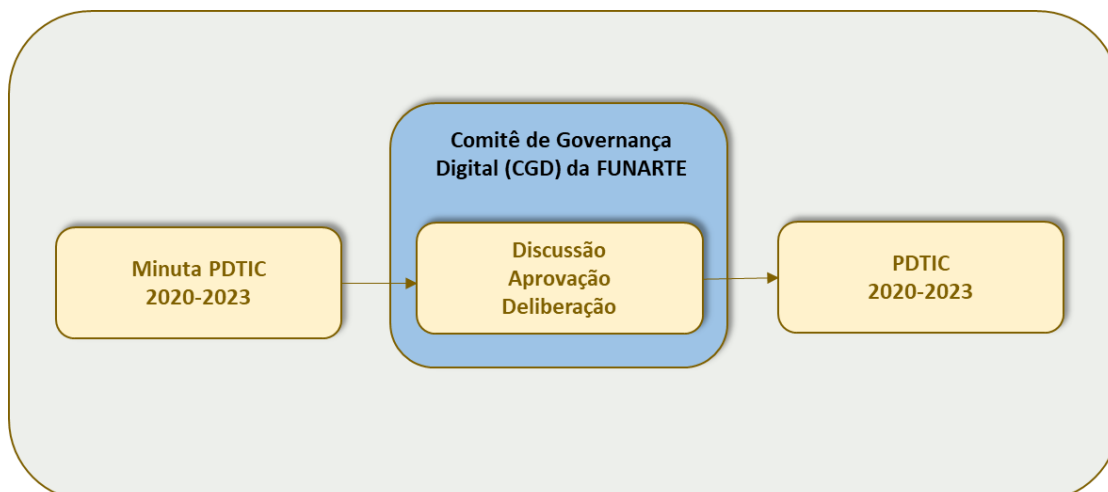 Comitê de Governança
Digital (CGD) da FUNARTE
Minuta PDTIC
2020-2023
Discussão
Aprovação
Deliberação
PDTIC
2020-2023